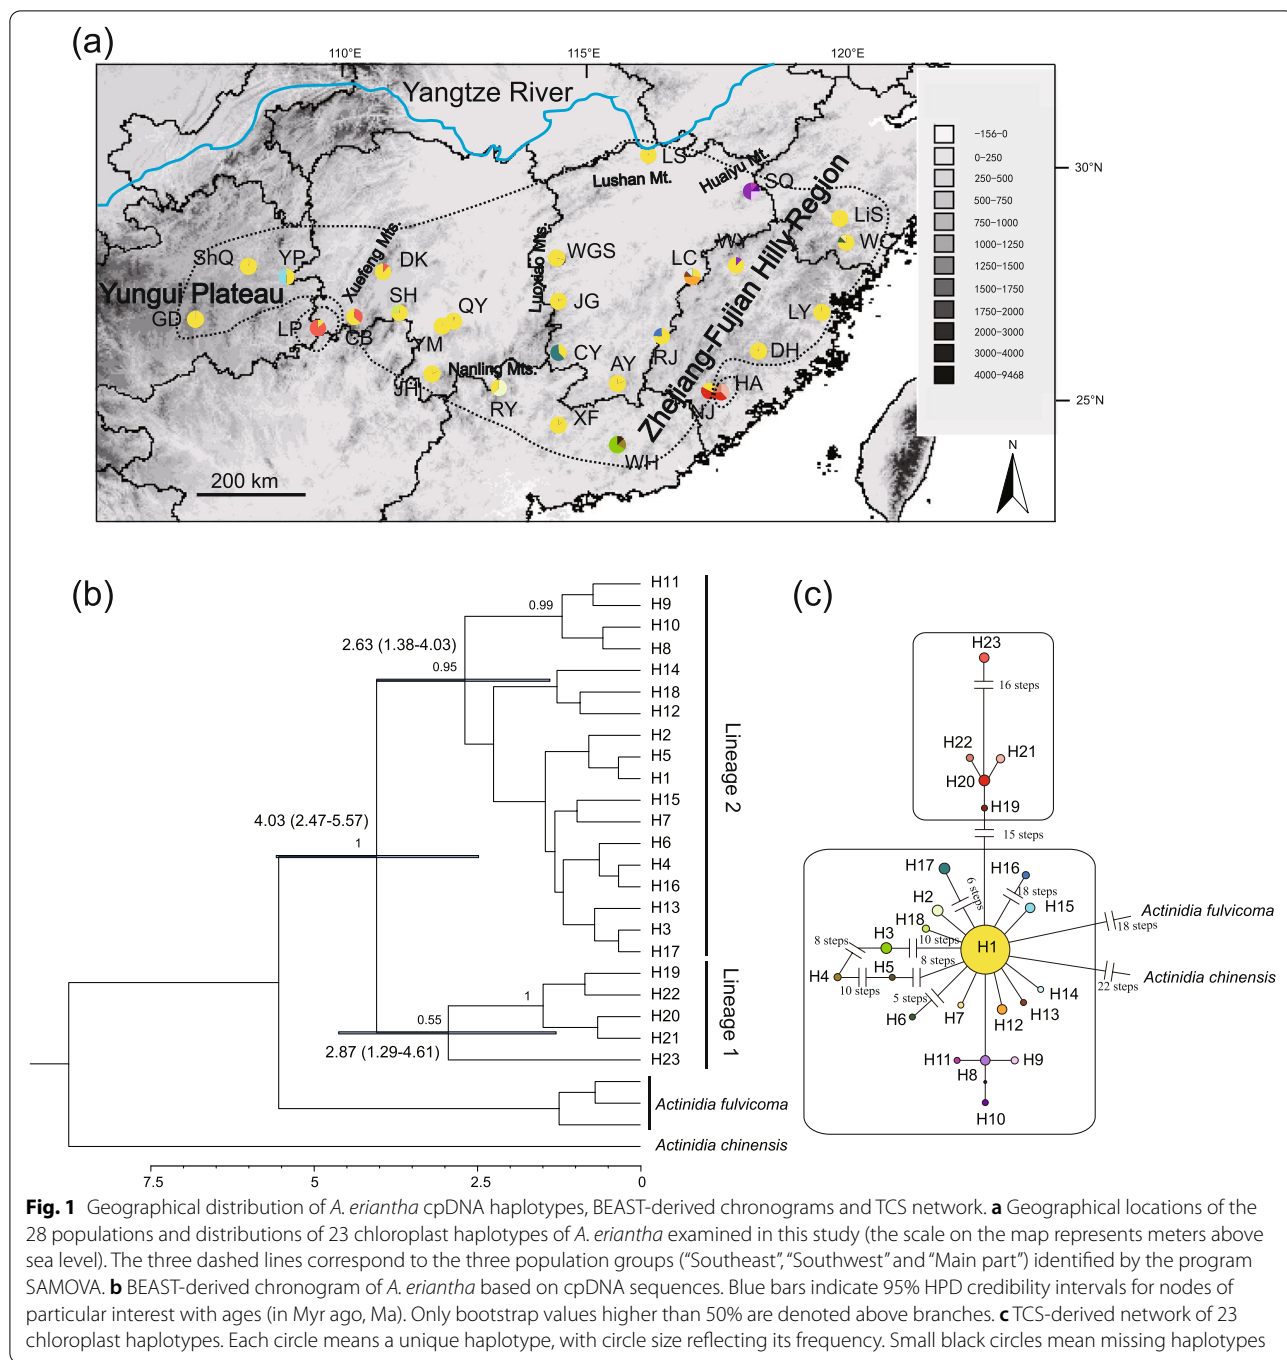 (a)
110°E
115°E
120°E
Yangtze River
LS
Lushan Mt.
Huaiyu Mt.
SQ
30°N
25°N
-156-0
0-250
250-500
500-750
750-1000
1000-1250
1250-1500
1500-1750
1750-2000
2000-3000
3000-4000
4000-9468
Zhejiang-Fujian Hilly Region
LiS
ShQ
YP
Xuefeng Mts.
DK
Luoxiao Mts.
WGS
LC
WY
Yungui Plateau
GD
LP
CB
SH
QY
YM
JG
CY
RJ
LY
DH
JH
Nanling Mts.
RY
AY
XF
WH
NJ
HA
200 km
N
(b)
H11
H9
H10
H8
H14
H18
H12
H2
H5
H1
H15
H7
H6
H4
H16
H13
H3
H17
H19
H22
H20
H21
H23
Actinidia fulvicoma
Actinidia chinensis
Lineage 2
Lineage 1
0.99
2.63 (1.38-4.03)
0.95
4.03 (2.47-5.57)
1
1
0.55
2.87 (1.29-4.61)
7.5
5
2.5
0
(c)
H23
16 steps
H22
H21
H20
H19
15 steps
H17
H16
6 steps
18 steps
H2
H15
H18
H3
10 steps
H1
8 steps
8 steps
H4
H5
10 steps
5 steps
H6
H7
H12
H13
H14
H11
H8
H9
H10
Actinidia fulvicoma
18 steps
Actinidia chinensis
22 steps
Fig. 1 Geographical distribution of A. eriantha cpDNA haplotypes, BEAST-derived chronograms and TCS network. a Geographical locations of the
28 populations and distributions of 23 chloroplast haplotypes of A. eriantha examined in this study (the scale on the map represents meters above
sea level). The three dashed lines correspond to the three population groups (“Southeast”, “Southwest” and “Main part”) identified by the program
SAMOVA. b BEAST-derived chronogram of A. eriantha based on cpDNA sequences. Blue bars indicate 95% HPD credibility intervals for nodes of
particular interest with ages (in Myr ago, Ma). Only bootstrap values higher than 50% are denoted above branches. c TCS-derived network of 23
chloroplast haplotypes. Each circle means a unique haplotype, with circle size reflecting its frequency. Small black circles mean missing haplotypes